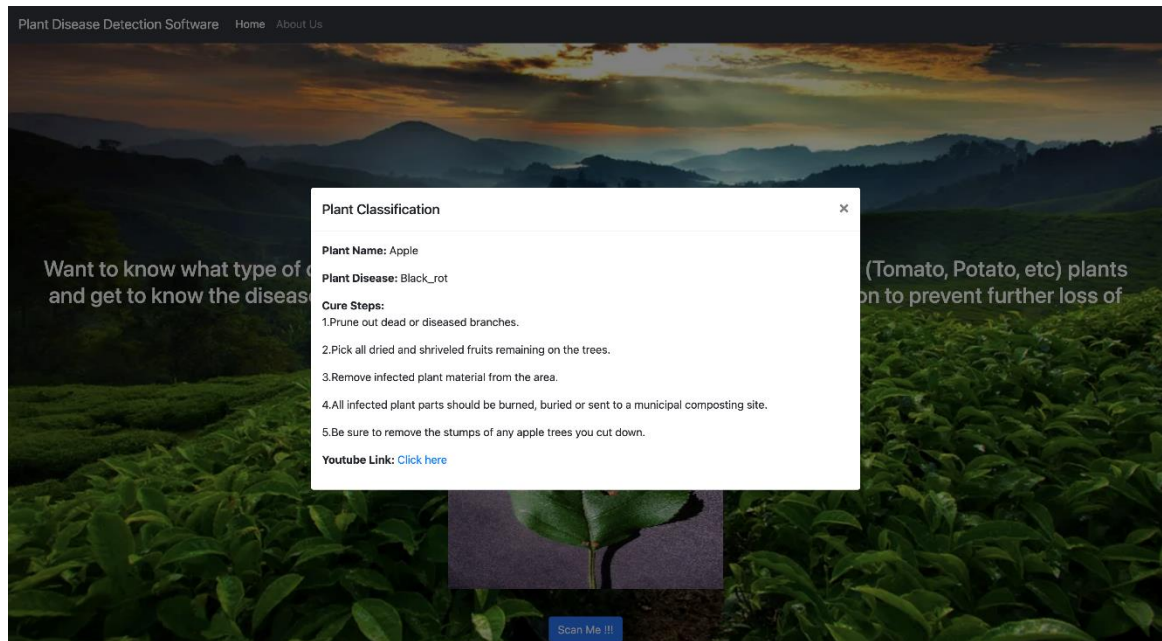 Plant Disease Detection Software Home About Us
Plant Classification ×
Plant Name: Apple
Want to know what type of (Tomato, Potato, etc) plants
Plant Disease: Black_rot
and get to know the diseas on to prevent further loss of
Cure Steps:
1.Prune out dead or diseased branches.
2.Pick all dried and shriveled fruits remaining on the trees.
3.Remove infected plant material from the area.
4.All infected plant parts should be burned, buried or sent to a municipal composting site.
5.Be sure to remove the stumps of any apple trees you cut down.
Youtube Link: Click here
Scan Me !!!